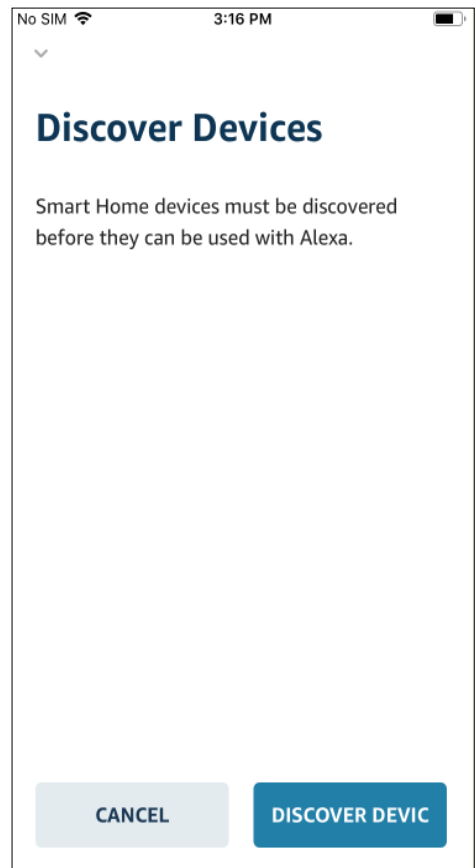 No SIM 3:16 PM
Discover Devices
Smart Home devices must be discovered
before they can be used with Alexa.
CANCEL DISCOVER DEVIC